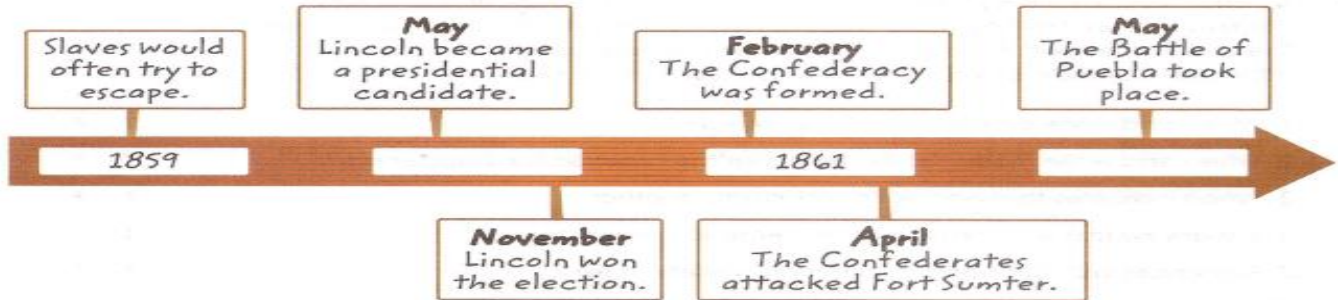 Slaves would
often try to
escape.
May
Lincoln became
a presidential
candidate.
February
The Confederacy
was formed.
May
The Battle of
Puebla took
place.
1859
1861
November
Lincoln won
the election.
April
The Confederates
attacked Fort Sumter.